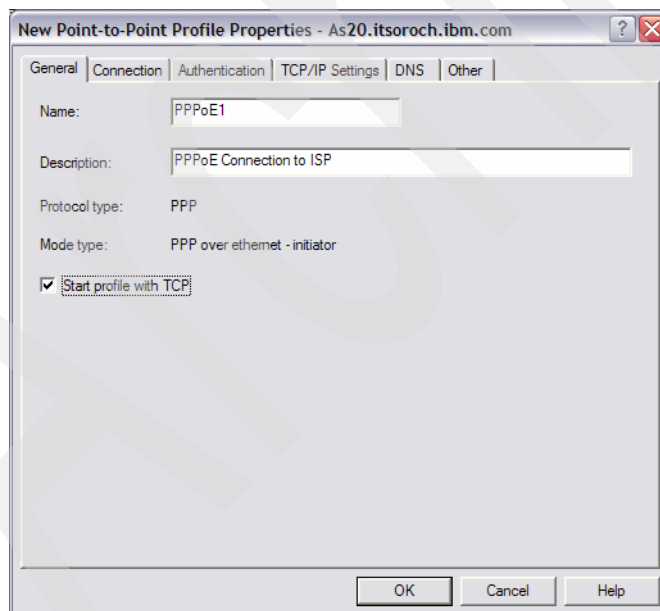 New Point-to-Point Profile Properties - As20.itsoroch.ibm.com ? X
General Connection Authentication TCP/IP Settings DNS Other
Name: PPPoE1
Description: PPPoE Connection to ISP
Protocol type: PPP
Mode type: PPP over ethernet - initiator
Start profile with TCP
OK Cancel Help